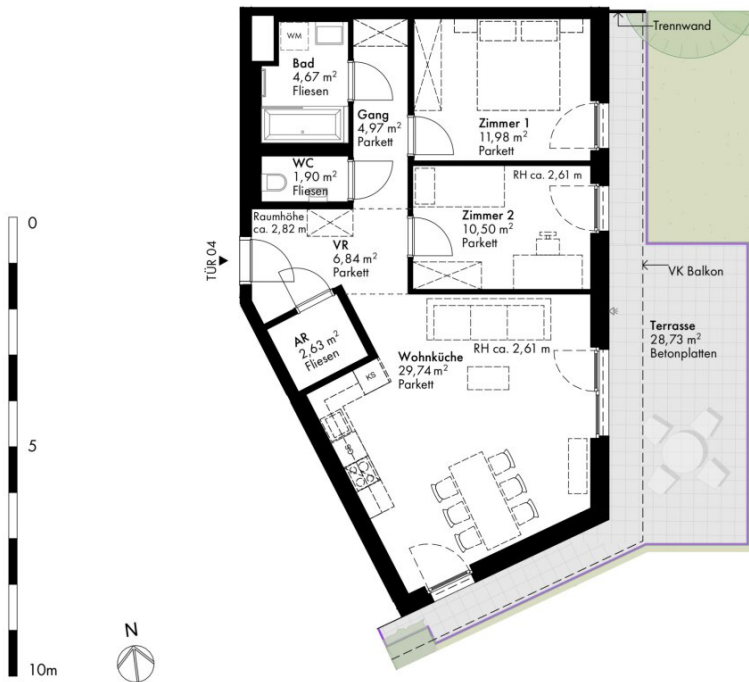 Trennwand
WM
Bad
4,67 m²
Fliesen
Gang
4,97 m²
Parkett
Zimmer 1
11,98 m²
Parkett
WC
1,90 m²
Fliesen
RH ca. 2,61 m
Zimmer 2
10,50 m²
Parkett
Raumhöhe
ca. 2,82 m
VR
6,84 m²
Parkett
TÜR 04
VK Balkon
AR
2,63 m²
Fliesen
Terrasse
28,73 m²
Betonplatten
RH ca. 2,61 m
Wohnküche
29,74 m²
Parkett
KS
GS
0
5
10m
N